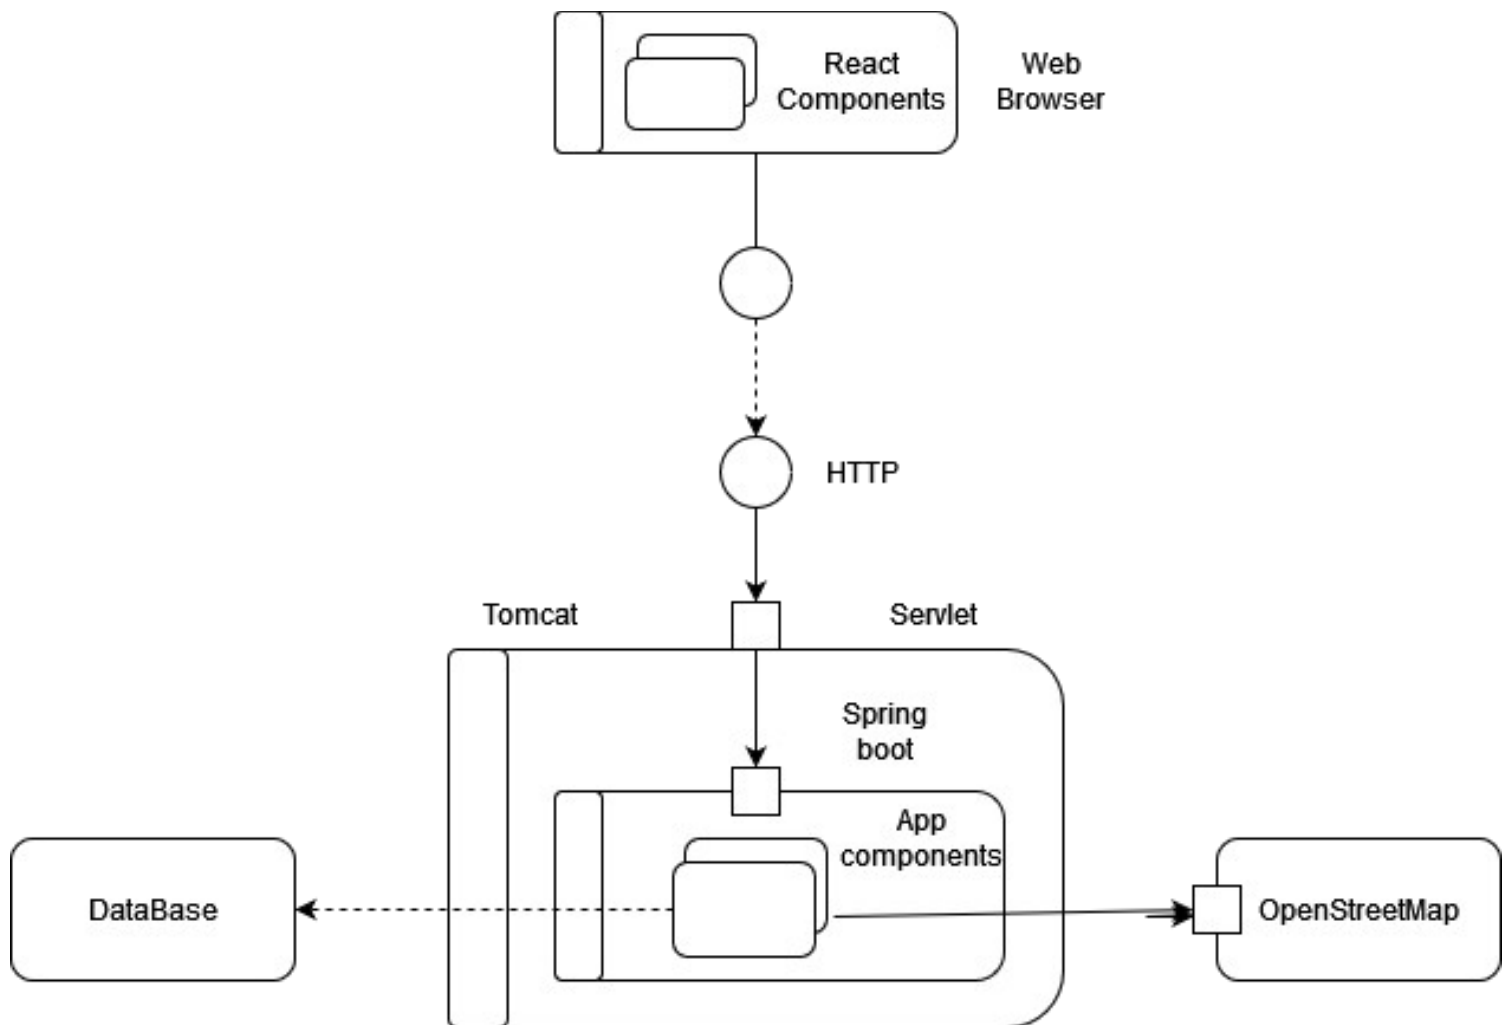 React
Components
Web
Browser
HTTP
Tomcat
Servlet
Spring
boot
App
components
DataBase
OpenStreetMap